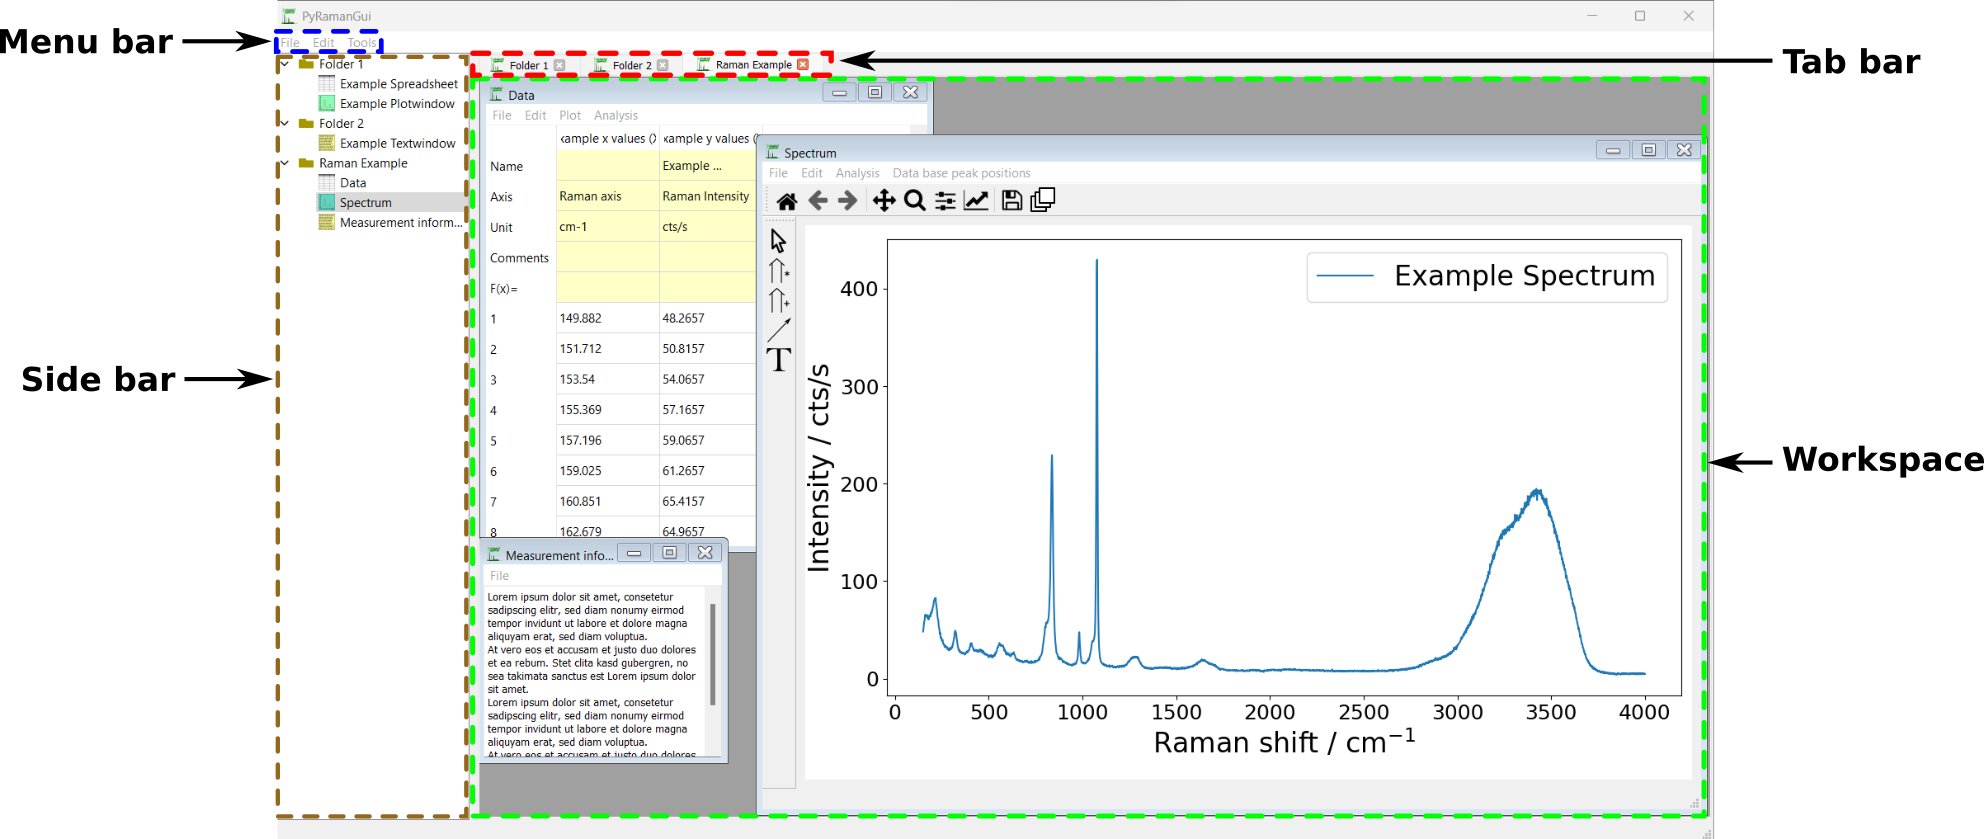 PyRamanGui
Menu bar
File Edit Tools
Tab bar
Folder 1
Example Spreadsheet
Example Plotwindow
Folder 2
Example Textwindow
Raman Example
Data
Spectrum
Measurement inform...
Side bar
Folder 1 Folder 2 Raman Example
Data
File Edit Plot Analysis
xample x values (X xample y values (
Name Example ...
Axis Raman axis Raman Intensity
Unit cm-1 cts/s
Comments
F(x)=
1 149.882 48.2657
2 151.712 50.8157
3 153.54 54.0657
4 155.369 57.1657
5 157.196 59.0657
6 159.025 61.2657
7 160.851 65.4157
8 162.679 64.9657
Measurement info...
File
Lorem ipsum dolor sit amet, consetetur
sadipscing elitr, sed diam nonumy eirmod
tempor invidunt ut labore et dolore magna
aliquyam erat, sed diam voluptua.
At vero eos et accusam et justo duo dolores
et ea rebum. Stet clita kasd gubergren, no
sea takimata sanctus est Lorem ipsum dolor
sit amet.
Lorem ipsum dolor sit amet, consetetur
sadipscing elitr, sed diam nonumy eirmod
tempor invidunt ut labore et dolore magna
aliquyam erat, sed diam voluptua.
At vero eos et accusam et justo duo dolores
Spectrum
File Edit Analysis Data base peak positions
T
Example Spectrum
Intensity / cts/s
400
300
200
100
0
0 500 1000 1500 2000 2500 3000 3500 4000
Raman shift / cm⁻¹
Workspace